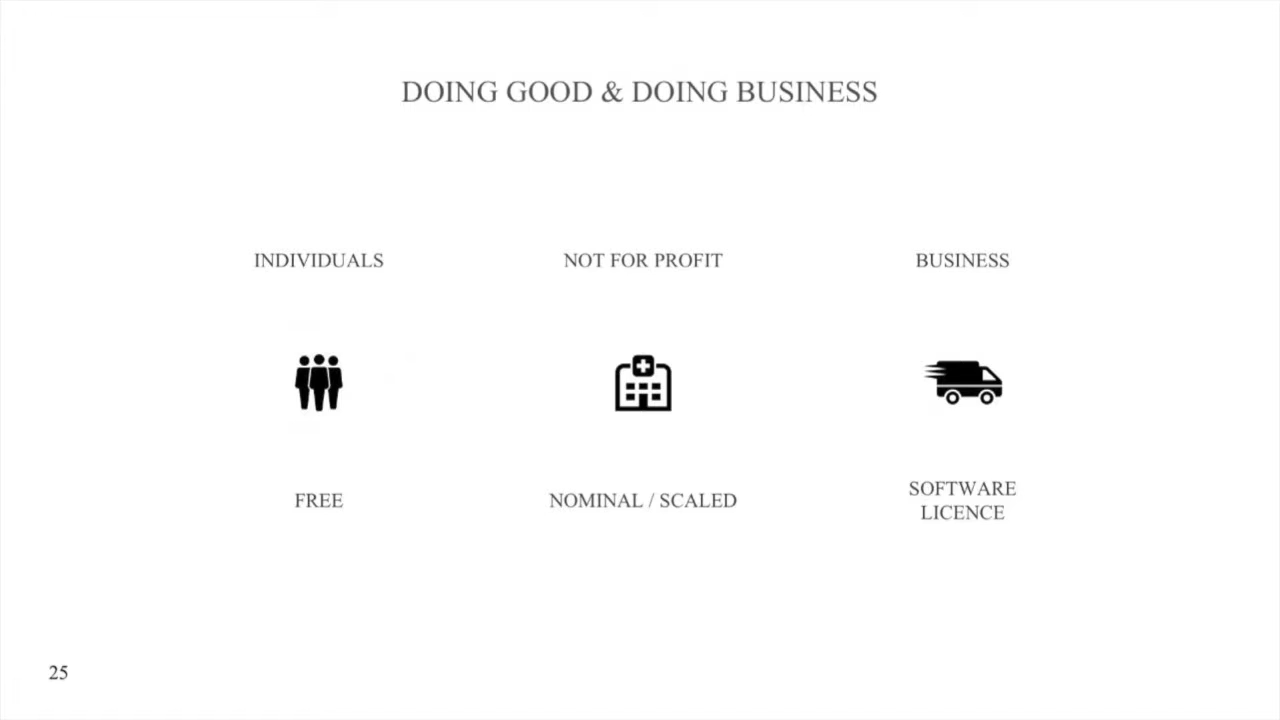 DOING GOOD & DOING BUSINESS
INDIVIDUALS
NOT FOR PROFIT
BUSINESS
FREE
NOMINAL / SCALED
SOFTWARE
LICENCE
25